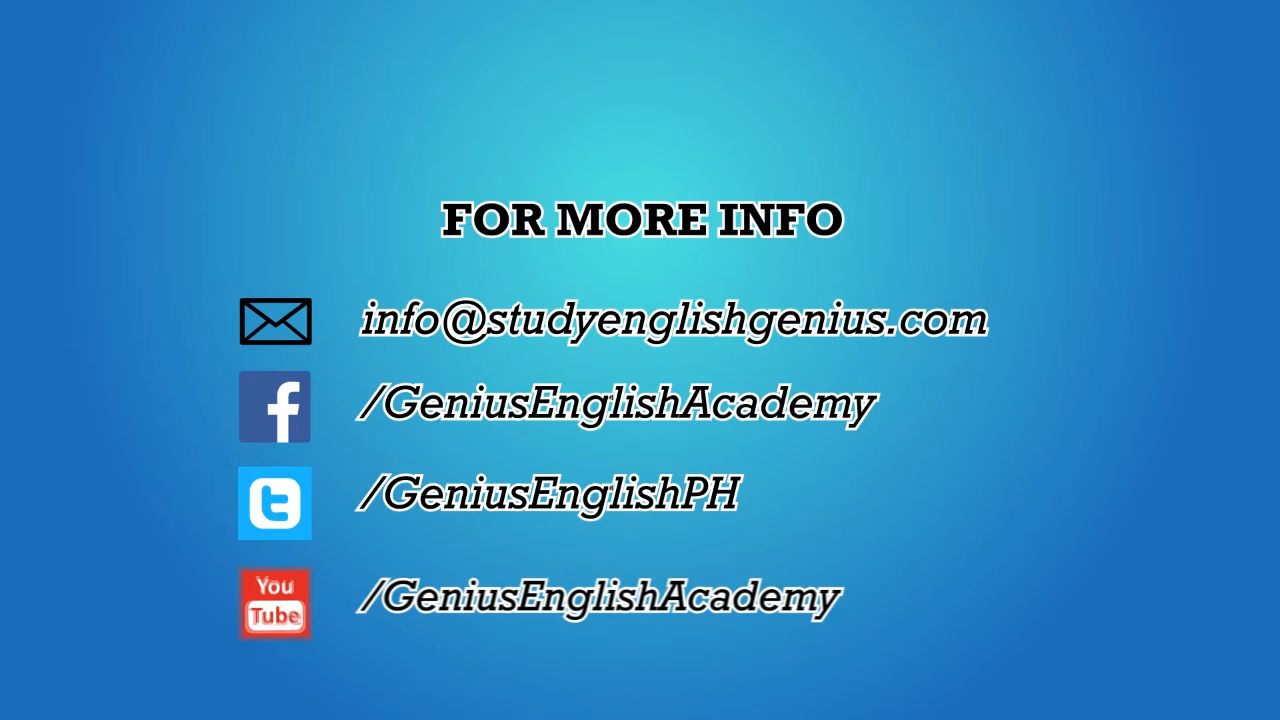 FOR MORE INFO
info@studyenglishgenius.com
/GeniusEnglishAcademy
/GeniusEnglishPH
You
Tube
/GeniusEnglishAcademy